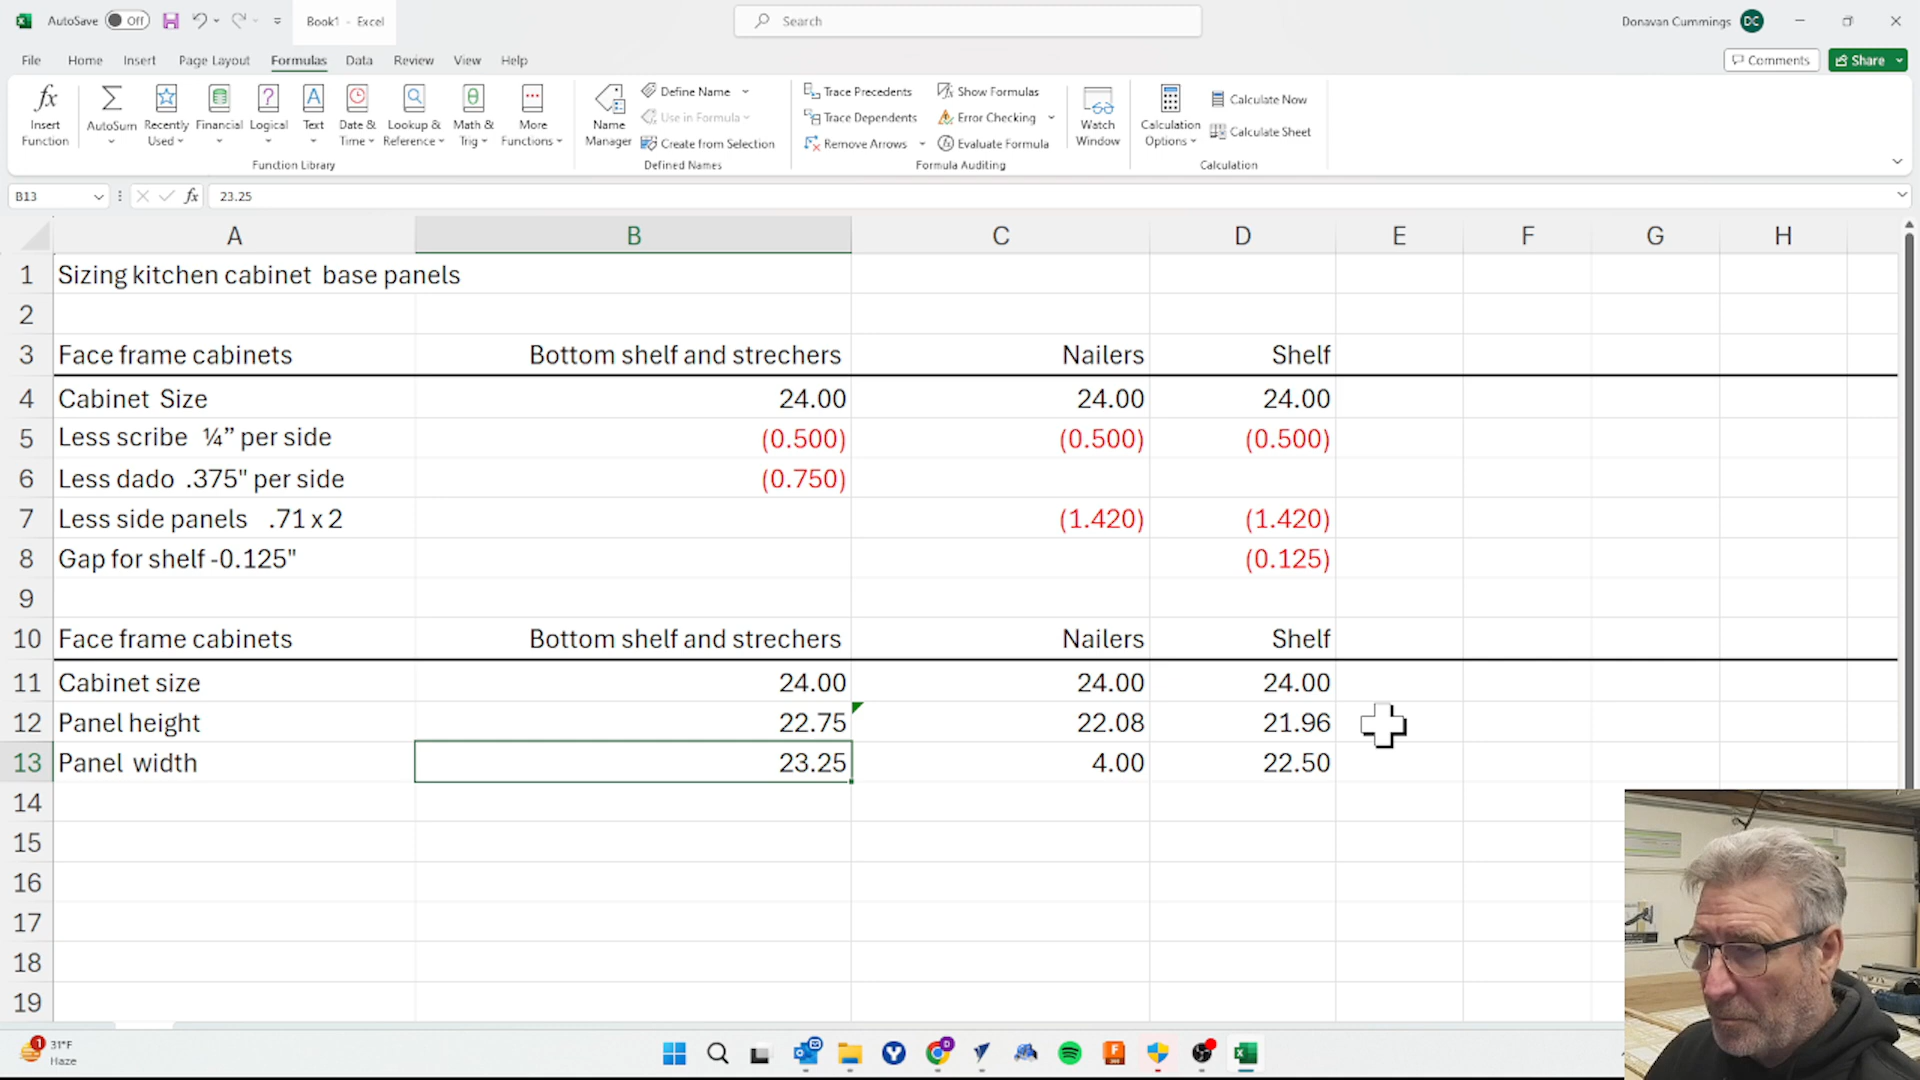 AutoSave Off Book1 - Excel Search Donavan Cummings DC
File Home Insert Page Layout Formulas Data Review View Help Comments Share
Insert Function AutoSum Recently Used Financial Logical Text Date & Time Lookup & Reference Math & Trig More Functions
Function Library
Name Manager Define Name Use in Formula Create from Selection
Defined Names
Trace Precedents Trace Dependents Remove Arrows Show Formulas Error Checking Evaluate Formula
Formula Auditing
Watch Window
Calculation Options Calculate Now Calculate Sheet
Calculation
B13 fx 23.25
A B C D E F G H
1 Sizing kitchen cabinet base panels
2
3 Face frame cabinets Bottom shelf and strechers Nailers Shelf
4 Cabinet Size 24.00 24.00 24.00
5 Less scribe ¼” per side (0.500) (0.500) (0.500)
6 Less dado .375" per side (0.750)
7 Less side panels .71 x 2 (1.420) (1.420)
8 Gap for shelf -0.125" (0.125)
9
10 Face frame cabinets Bottom shelf and strechers Nailers Shelf
11 Cabinet size 24.00 24.00 24.00
12 Panel height 22.75 22.08 21.96
13 Panel width 23.25 4.00 22.50
14
15
16
17
18
19
1 31°F
Haze